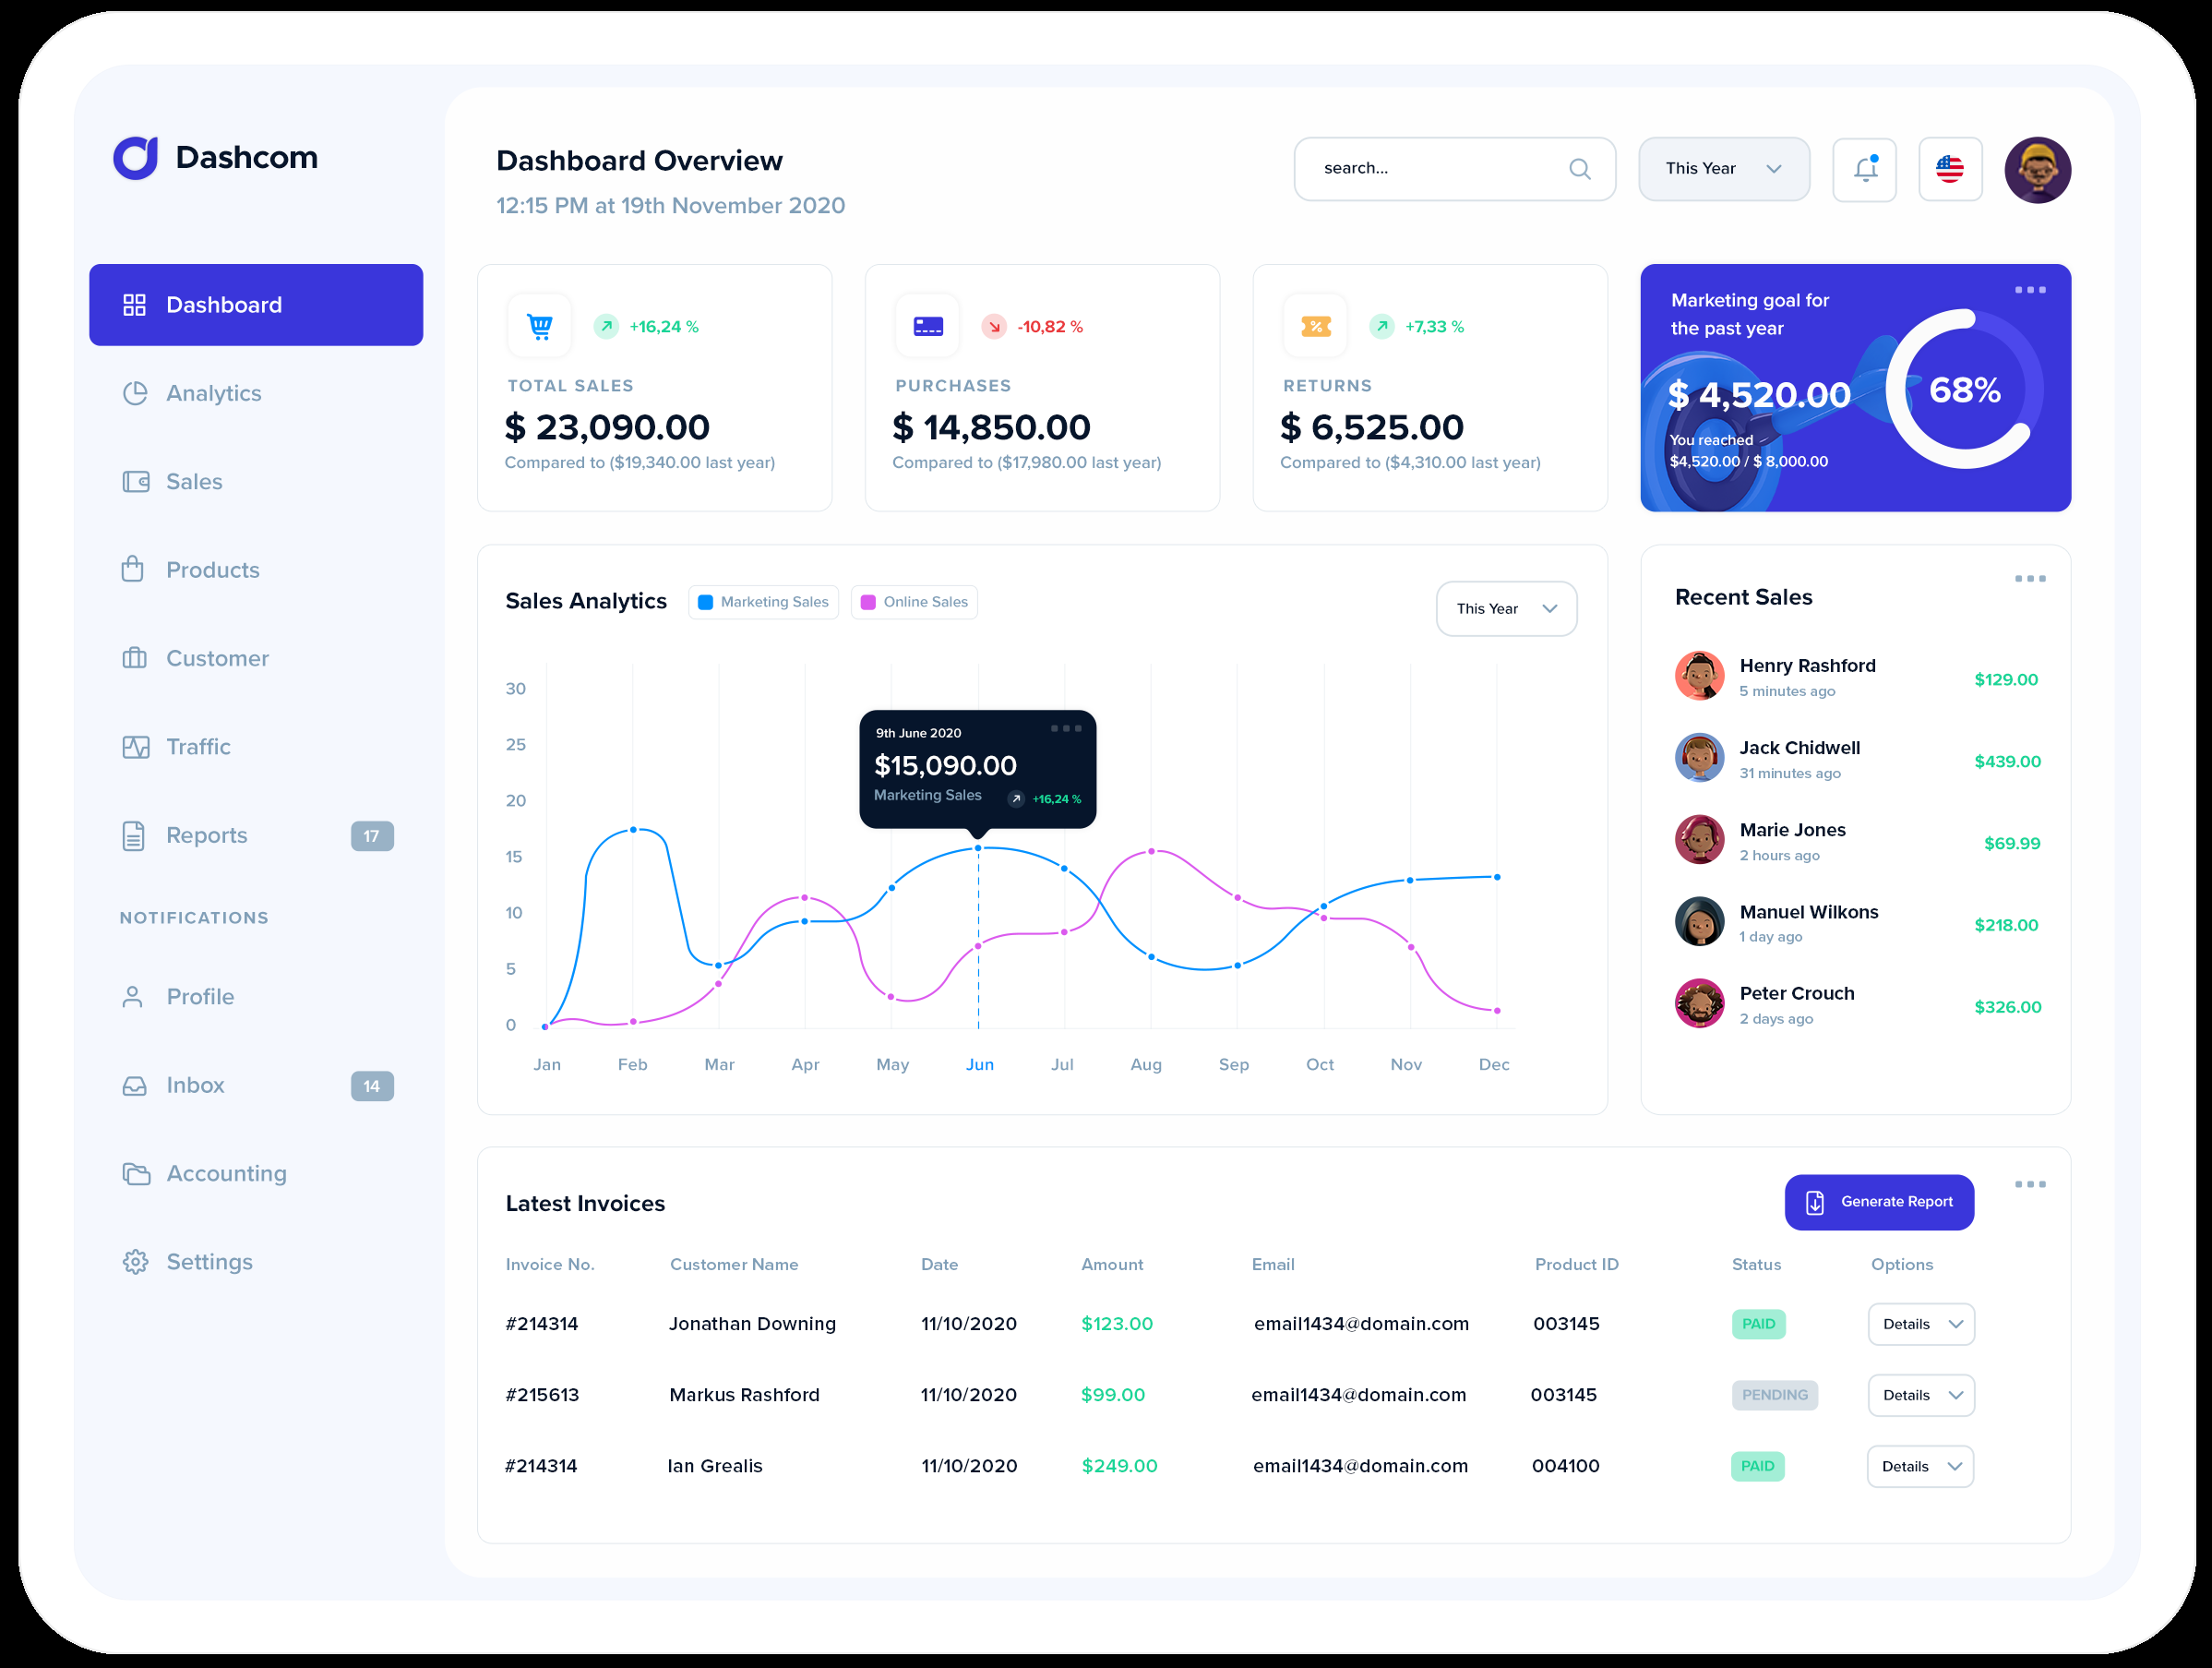 Dashcom
Dashboard
Analytics
Sales
Products
Customer
Traffic
Reports 17
NOTIFICATIONS
Profile
Inbox 14
Accounting
Settings
Dashboard Overview
12:15 PM at 19th November 2020
search...
This Year
+16,24 %
TOTAL SALES
$ 23,090.00
Compared to ($19,340.00 last year)
-10,82 %
PURCHASES
$ 14,850.00
Compared to ($17,980.00 last year)
+7,33 %
RETURNS
$ 6,525.00
Compared to ($4,310.00 last year)
Marketing goal for
the past year
$ 4,520.00
You reached
$4,520.00 / $ 8,000.00
68%
Sales Analytics
Marketing Sales
Online Sales
This Year
30
25
20
15
10
5
0
9th June 2020
$15,090.00
Marketing Sales
+16,24 %
Jan Feb Mar Apr May Jun Jul Aug Sep Oct Nov Dec
Recent Sales
Henry Rashford
5 minutes ago
$129.00
Jack Chidwell
31 minutes ago
$439.00
Marie Jones
2 hours ago
$69.99
Manuel Wilkons
1 day ago
$218.00
Peter Crouch
2 days ago
$326.00
Latest Invoices
Generate Report
Invoice No. Customer Name Date Amount Email Product ID Status Options
#214314 Jonathan Downing 11/10/2020 $123.00 email1434@domain.com 003145 PAID Details
#215613 Markus Rashford 11/10/2020 $99.00 email1434@domain.com 003145 PENDING Details
#214314 Ian Grealis 11/10/2020 $249.00 email1434@domain.com 004100 PAID Details